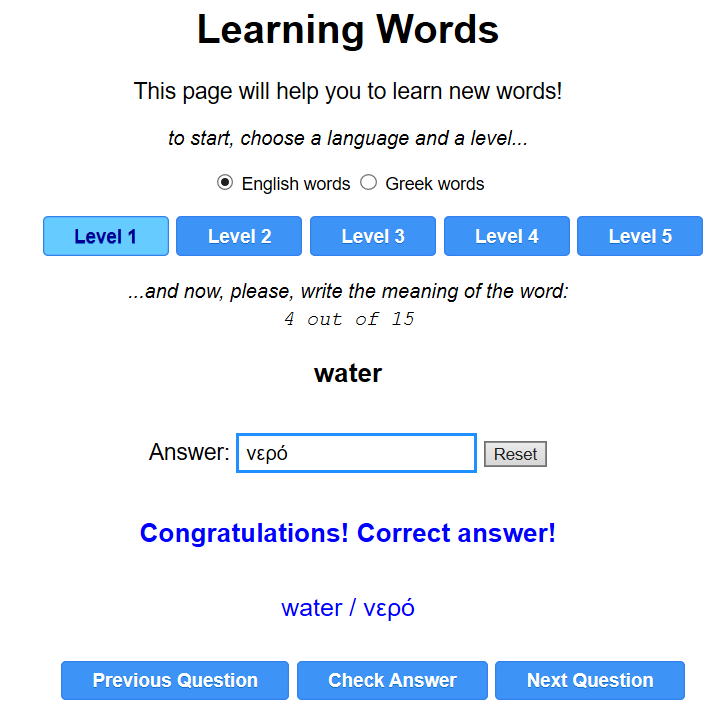 Learning Words
This page will help you to learn new words!
to start, choose a language and a level...
English words Greek words
Level 1 Level 2 Level 3 Level 4 Level 5
...and now, please, write the meaning of the word:
4 out of 15
water
Answer: νερό Reset
Congratulations! Correct answer!
water / νερό
Previous Question Check Answer Next Question